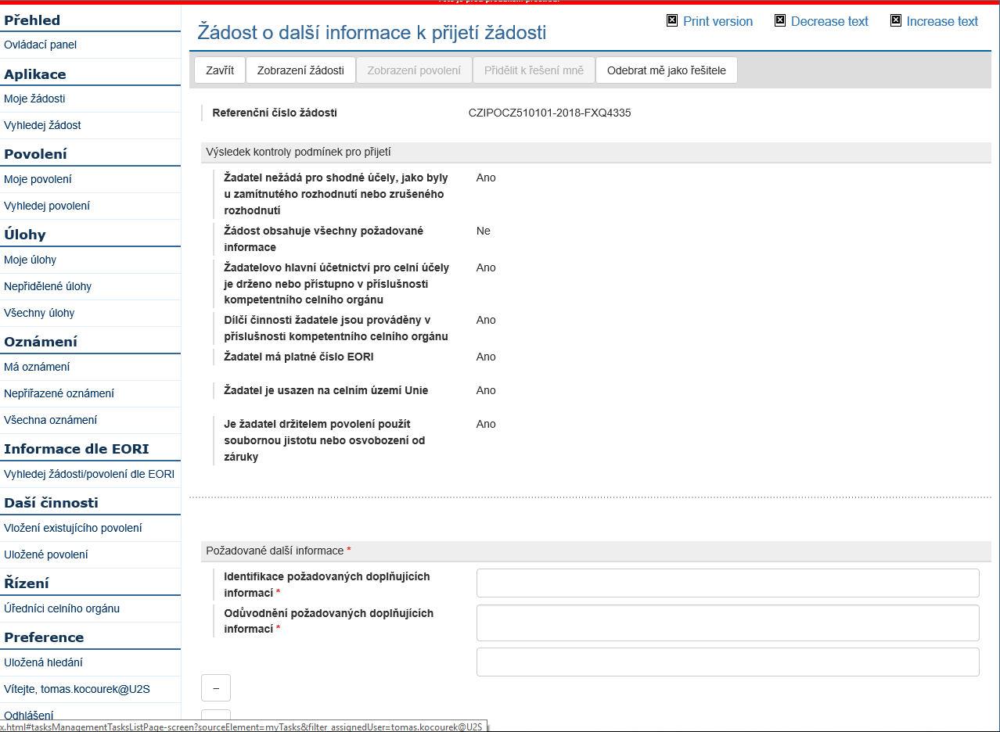 Přehled
Ovládací panel
Aplikace
Moje žádosti
Vyhledej žádost
Povolení
Moje povolení
Vyhledej povolení
Úlohy
Moje úlohy
Nepřidělené úlohy
Všechny úlohy
Oznámení
Má oznámení
Nepřiřazené oznámení
Všechna oznámení
Informace dle EORI
Vyhledej žádosti/povolení dle EORI
Daší činnosti
Vložení existujícího povolení
Uložené povolení
Řízení
Úředníci celního orgánu
Preference
Uložená hledání
Vítejte, tomas.kocourek@U2S
Odhlášení
x.html#tasksManagementTasksListPage-screen?sourceElement=myTasks&filter_assignedUser=tomas.kocourek@U2S
Print version Decrease text Increase text
Žádost o další informace k přijetí žádosti
Zavřít Zobrazení žádosti Zobrazení povolení Přidělit k řešení mně Odebrat mě jako řešitele
Referenční číslo žádosti CZIPOCZ510101-2018-FXQ4335
Výsledek kontroly podmínek pro přijetí
Žadatel nežádá pro shodné účely, jako byly Ano
u zamítnutého rozhodnutí nebo zrušeného
rozhodnutí
Žádost obsahuje všechny požadované Ne
informace
Žadatelovo hlavní účetnictví pro celní účely Ano
je drženo nebo přístupno v příslušnosti
kompetentního celního orgánu
Dílčí činnosti žadatele jsou prováděny v Ano
příslušnosti kompetentního celního orgánu
Žadatel má platné číslo EORI Ano
Žadatel je usazen na celním území Unie Ano
Je žadatel držitelem povolení použít Ano
soubornou jistotu nebo osvobození od
záruky
Požadované další informace *
Identifikace požadovaných doplňujících
informací *
Odůvodnění požadovaných doplňujících
informací *
–